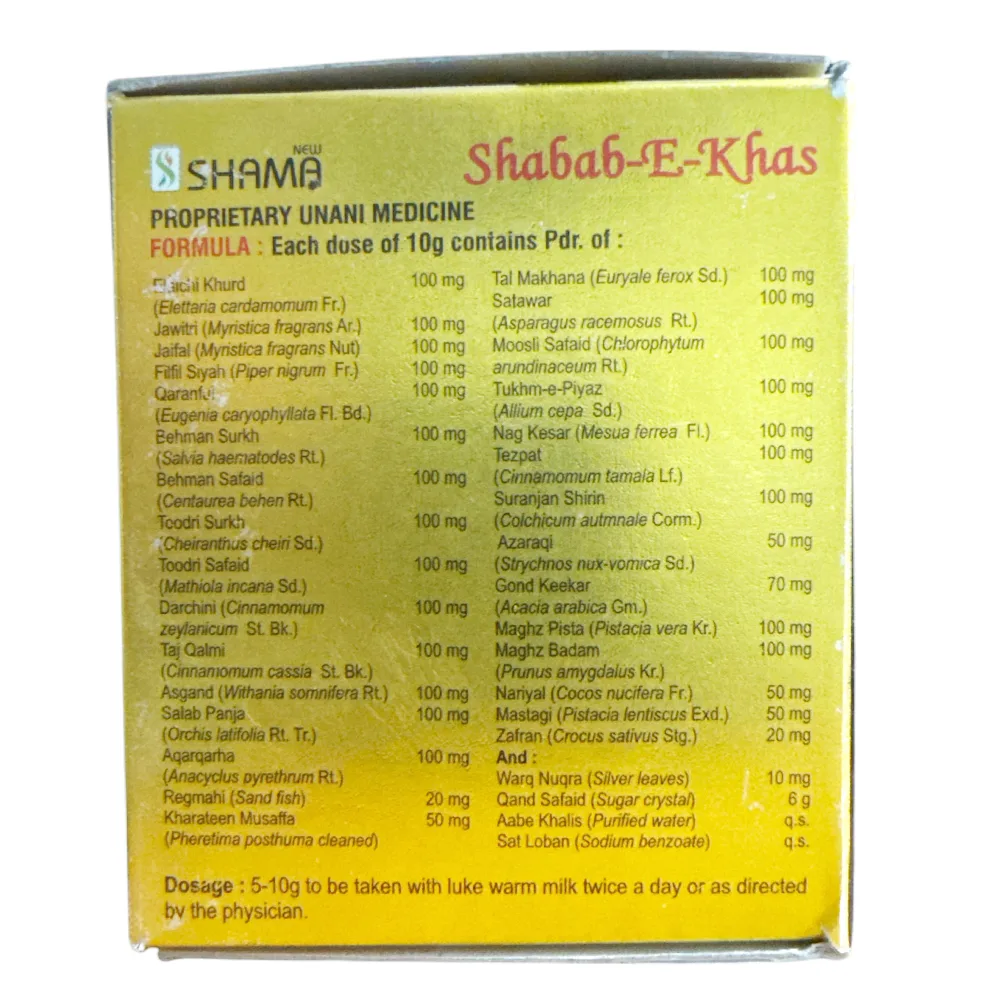 NEW
SHAMA
Shabab-E-Khas
PROPRIETARY UNANI MEDICINE
FORMULA : Each dose of 10g contains Pdr. of :
Elaichi Khurd 100 mg
(Elettaria cardamomum Fr.)
Jawitri (Myristica fragrans Ar.) 100 mg
Jaifal (Myristica fragrans Nut) 100 mg
Filfil Siyah (Piper nigrum Fr.) 100 mg
Qaranful 100 mg
(Eugenia caryophyllata Fl. Bd.)
Behman Surkh 100 mg
(Salvia haematodes Rt.)
Behman Safaid 100 mg
(Centaurea behen Rt.)
Toodri Surkh 100 mg
(Cheiranthus cheiri Sd.)
Toodri Safaid 100 mg
(Mathiola incana Sd.)
Darchini (Cinnamomum 100 mg
zeylanicum St. Bk.)
Taj Qalmi 100 mg
(Cinnamomum cassia St. Bk.)
Asgand (Withania somnifera Rt.) 100 mg
Salab Panja 100 mg
(Orchis latifolia Rt. Tr.)
Aqarqarha 100 mg
(Anacyclus pyrethrum Rt.)
Regmahi (Sand fish) 20 mg
Kharateen Musaffa 50 mg
(Pheretima posthuma cleaned)
Tal Makhana (Euryale ferox Sd.) 100 mg
Satawar 100 mg
(Asparagus racemosus Rt.)
Moosli Safaid (Chlorophytum 100 mg
arundinaceum Rt.)
Tukhm-e-Piyaz 100 mg
(Allium cepa Sd.)
Nag Kesar (Mesua ferrea Fl.) 100 mg
Tezpat 100 mg
(Cinnamomum tamala Lf.)
Suranjan Shirin 100 mg
(Colchicum autmnale Corm.)
Azaraqi 50 mg
(Strychnos nux-vomica Sd.)
Gond Keekar 70 mg
(Acacia arabica Gm.)
Maghz Pista (Pistacia vera Kr.) 100 mg
Maghz Badam 100 mg
(Prunus amygdalus Kr.)
Nariyal (Cocos nucifera Fr.) 50 mg
Mastagi (Pistacia lentiscus Exd.) 50 mg
Zafran (Crocus sativus Stg.) 20 mg
And :
Warq Nuqra (Silver leaves) 10 mg
Qand Safaid (Sugar crystal) 6 g
Aabe Khalis (Purified water) q.s.
Sat Loban (Sodium benzoate) q.s.
Dosage : 5-10g to be taken with luke warm milk twice a day or as directed
by the physician.